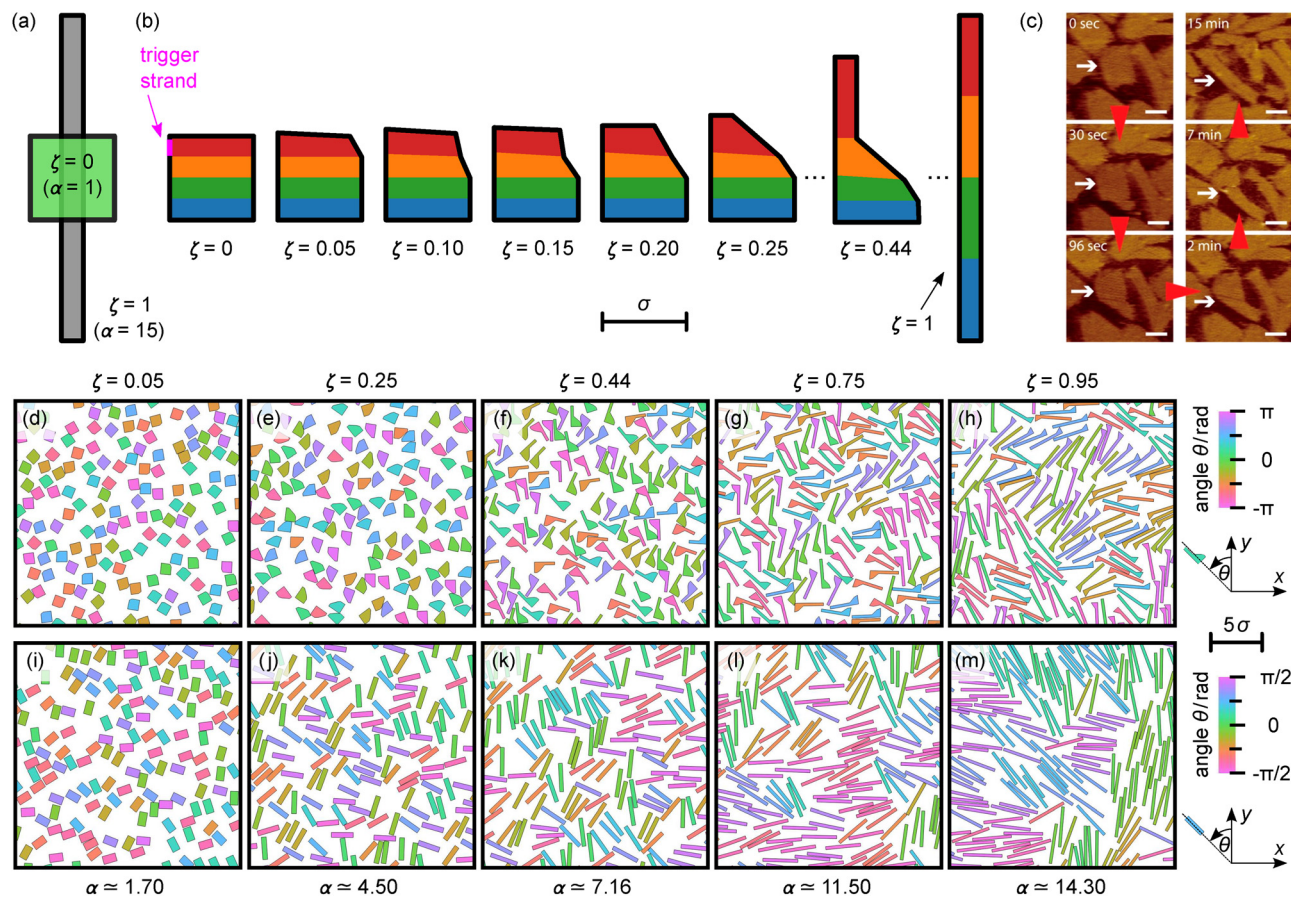 (a)
ζ = 0
(α = 1)
ζ = 1
(α = 15)
(b)
trigger
strand
ζ = 0
ζ = 0.05
ζ = 0.10
ζ = 0.15
ζ = 0.20
ζ = 0.25
...
ζ = 0.44
...
ζ = 1
σ
(c)
0 sec
15 min
30 sec
7 min
96 sec
2 min
ζ = 0.05
ζ = 0.25
ζ = 0.44
ζ = 0.75
ζ = 0.95
(d)
(e)
(f)
(g)
(h)
angle θ/rad
π
0
-π
y
θ
x
5σ
(i)
(j)
(k)
(l)
(m)
angle θ/rad
π/2
0
-π/2
y
θ
x
α ≃ 1.70
α ≃ 4.50
α ≃ 7.16
α ≃ 11.50
α ≃ 14.30